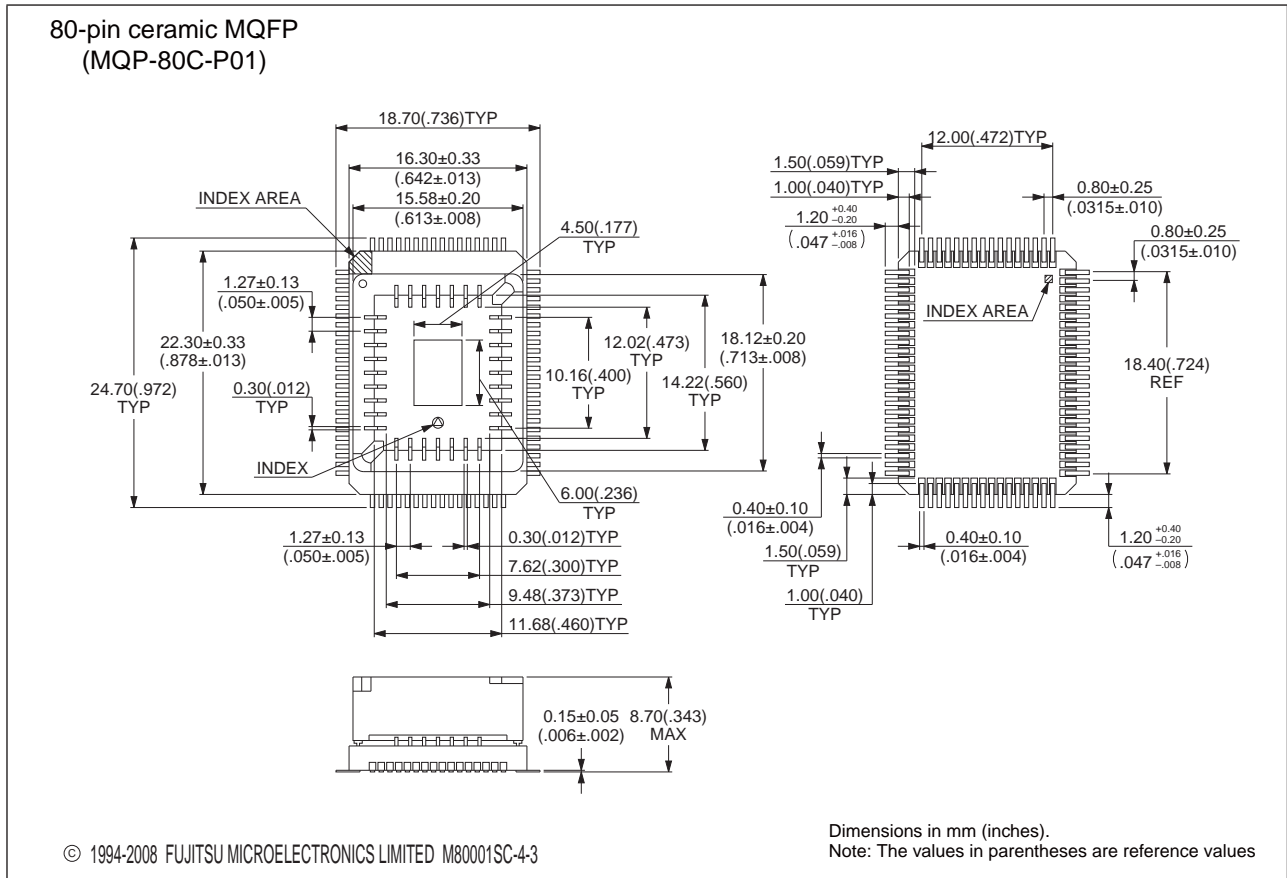 80-pin ceramic MQFP
(MQP-80C-P01)
18.70(.736)TYP
16.30±0.33
(.642±.013)
15.58±0.20
(.613±.008)
INDEX AREA
4.50(.177)
TYP
1.27±0.13
(.050±.005)
22.30±0.33
(.878±.013)
24.70(.972)
TYP
0.30(.012)
TYP
INDEX
12.02(.473)
TYP
10.16(.400)
TYP
14.22(.560)
TYP
18.12±0.20
(.713±.008)
6.00(.236)
TYP
1.27±0.13
(.050±.005)
0.30(.012)TYP
7.62(.300)TYP
9.48(.373)TYP
11.68(.460)TYP
12.00(.472)TYP
1.50(.059)TYP
1.00(.040)TYP
1.20 +0.40 -0.20
(.047 +.016 -.008)
0.80±0.25
(.0315±.010)
0.80±0.25
(.0315±.010)
INDEX AREA
18.40(.724)
REF
0.40±0.10
(.016±.004)
1.50(.059)
TYP
1.00(.040)
TYP
0.40±0.10
(.016±.004)
1.20 +0.40 -0.20
(.047 +.016 -.008)
0.15±0.05
(.006±.002)
8.70(.343)
MAX
© 1994-2008 FUJITSU MICROELECTRONICS LIMITED M80001SC-4-3
Dimensions in mm (inches).
Note: The values in parentheses are reference values